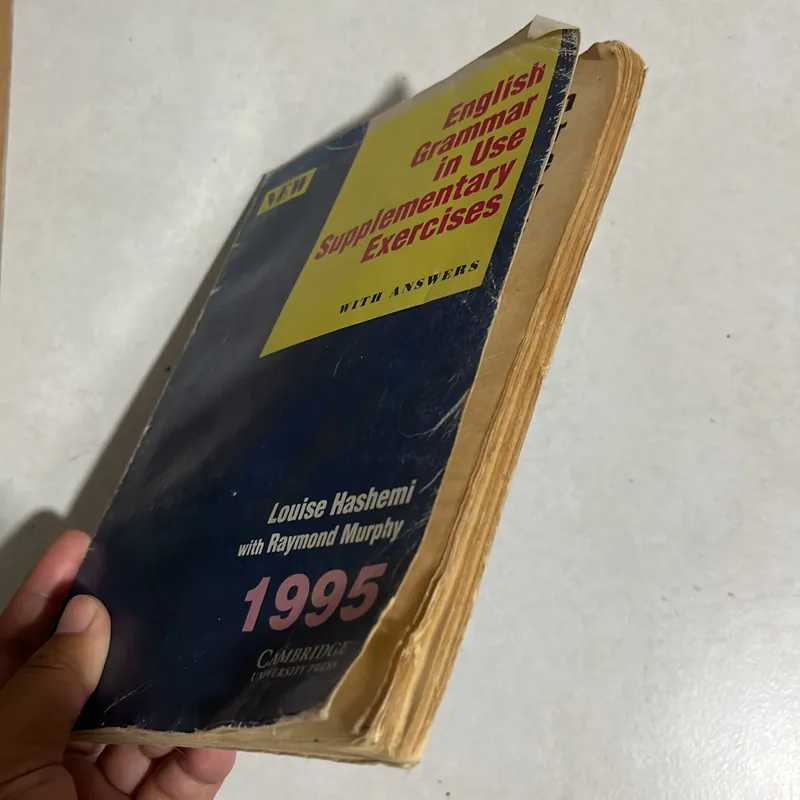 NEW
English
Grammar
in Use
Supplementary
Exercises
WITH ANSWERS
Louise Hashemi
with Raymond Murphy
1995
CAMBRIDGE
UNIVERSITY PRESS